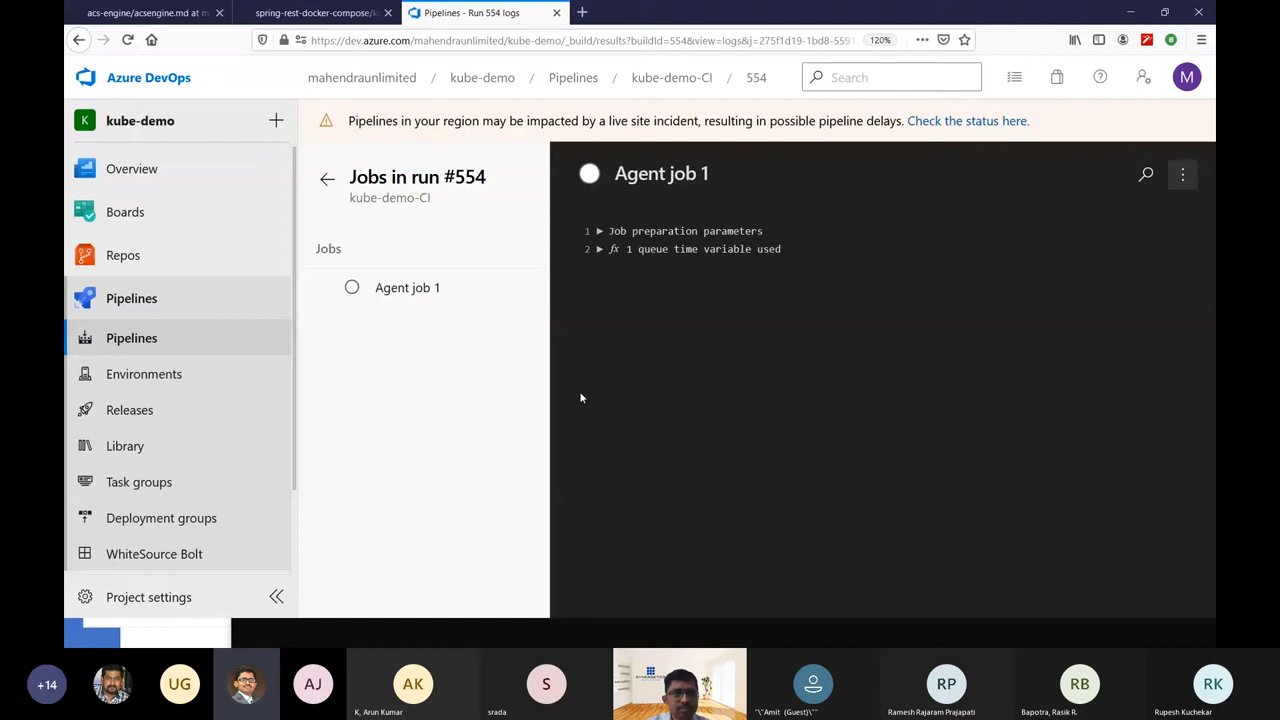 acs-engine/acsengine.md at m
spring-rest-docker-compose/k
Pipelines - Run 554 logs
https://dev.azure.com/mahendraunlimited/kube-demo/_build/results?buildId=554&view=logs&j=275f1d19-1bd8-5591
120%
Azure DevOps
mahendraunlimited / kube-demo / Pipelines / kube-demo-CI / 554
Search
M
K kube-demo
Pipelines in your region may be impacted by a live site incident, resulting in possible pipeline delays. Check the status here.
Overview
Boards
Repos
Pipelines
Pipelines
Environments
Releases
Library
Task groups
Deployment groups
WhiteSource Bolt
Project settings
Jobs in run #554
kube-demo-CI
Jobs
Agent job 1
Agent job 1
1 Job preparation parameters
2 fx 1 queue time variable used
+14
UG
AJ
AK
K, Arun Kumar
S
srada
SYNERGETICS
"\"Amit (Guest)\""
RP
Ramesh Rajaram Prajapati
RB
Bapotra, Rasik R.
RK
Rupesh Kuchekar